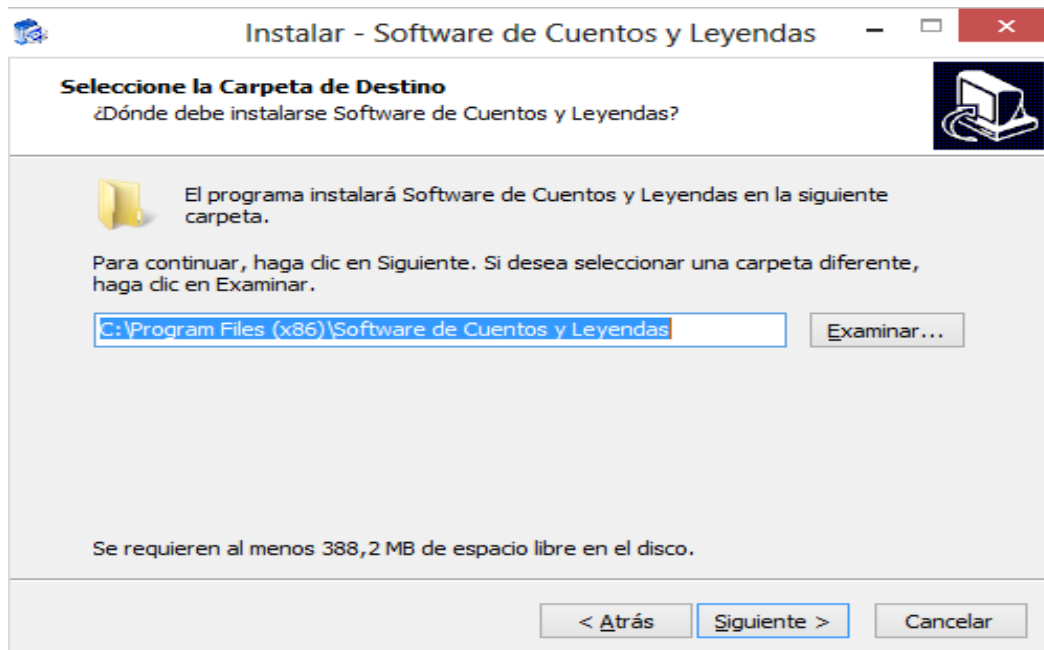 Instalar - Software de Cuentos y Leyendas
Seleccione la Carpeta de Destino
¿Dónde debe instalarse Software de Cuentos y Leyendas?
El programa instalará Software de Cuentos y Leyendas en la siguiente
carpeta.
Para continuar, haga clic en Siguiente. Si desea seleccionar una carpeta diferente,
haga clic en Examinar.
C:\Program Files (x86)\Software de Cuentos y Leyendas
Examinar...
Se requieren al menos 388,2 MB de espacio libre en el disco.
< Atrás
Siguiente >
Cancelar